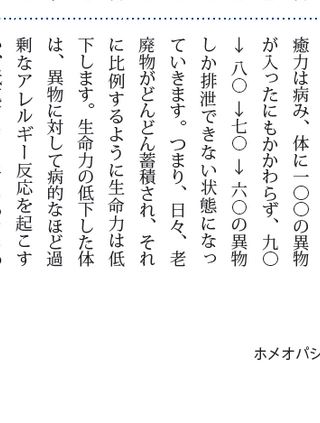 癒力は病み、体に一〇〇の異物
が入ったにもかかわらず、九〇
→八〇→七〇→六〇の異物
しか排泄できない状態になっ
ていきます。つまり、日々、老
廃物がどんどん蓄積され、それ
に比例するように生命力は低
下します。生命力の低下した体
は、異物に対して病的なほど過
剰なアレルギー反応を起こす
ホメオパシ